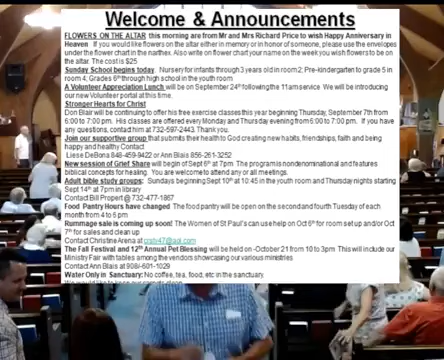 Welcome & Announcements
FLOWERS ON THE ALTAR this morning are from Mr and Mrs Richard Price to wish Happy Anniversary in
Heaven If you would like flowers on the altar either in memory or in honor of someone, please use the envelopes
under the flower chart in the narthex. Also write on flower chart your name on the week you wish flowers to be on
the altar. The cost is $25
Sunday School begins today. Nursery for infants through 3 years old in room 2; Pre-kindergarten to grade 5 in
room 4; Grades 6th through high school in the youth room
A Volunteer Appreciation Lunch will be on September 24th following the 11am service. We will be introducing
our new Volunteer portal at this time.
Stronger Hearts for Christ
Don Blair will be continuing to offer his free exercise classes this year beginning Thursday, September 7th from
6:00 to 7:00 pm. His classes are offered every Monday and Thursday evening from 6:00 to 7:00 pm. If you have
any questions, contact him at 732-597-2443. Thank you.
Join our supportive group that submits their health to God creating new habits, friendships, faith and being
happy and healthy Contact
Liese DeBona 848-459-9422 or Ann Blais 856-261-3252
New session of Grief Share will begin of Sept 6th at 7pm The program is nondenominational and features
biblical concepts for healing. You are welcome to attend any or all meetings.
Adult bible study groups: Sundays beginning Sept 10th at 10:45 in the youth room and Thursday nights starting
Sept 14th at 7pm in library
Contact Bill Propert @ 732-477-1867
Food Pantry Hours have changed The food pantry will be open on the second and fourth Tuesday of each
month from 4 to 6 pm
Rummage sale is coming up soon! The Women of St Paul's can use help on Oct 6th for room setup and/or Oct
7th for sales and clean up
Contact Christine Arena at
The Fall Festival and 12th Annual Pet Blessing will be held on -October 21 from 10 to 3pm This will include our
Ministry Fair with tables among the vendors showcasing our various ministries
Contact Ann Blais at 908/-601-1029
Water Only in Sanctuary: No coffee, tea, food, etc in the sanctuary.